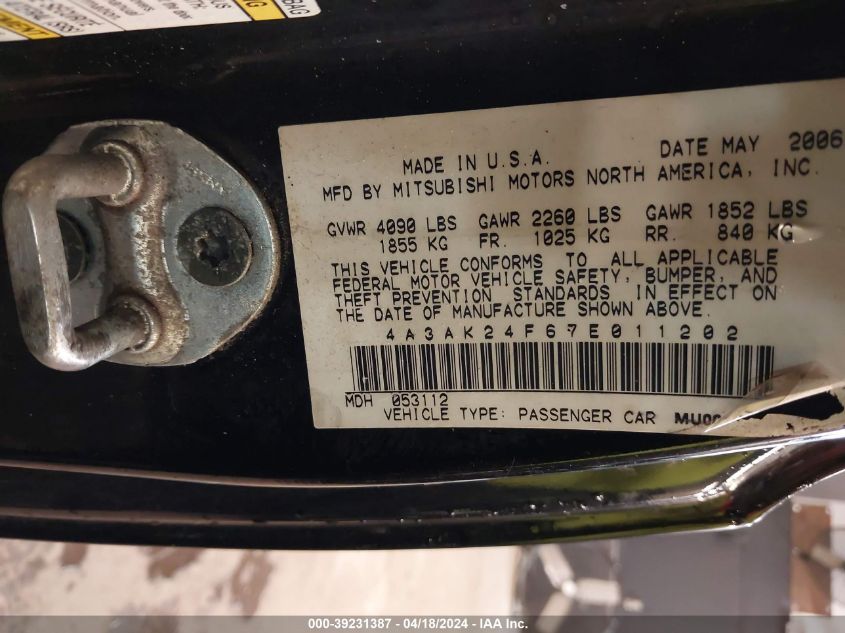 MADE IN U.S.A. DATE MAY 2006
MFD BY MITSUBISHI MOTORS NORTH AMERICA, INC.
GVWR 4090 LBS GAWR 2260 LBS GAWR 1852 LBS
1855 KG FR. 1025 KG RR. 840 KG
THIS VEHICLE CONFORMS TO ALL APPLICABLE
FEDERAL MOTOR VEHICLE SAFETY, BUMPER, AND
THEFT PREVENTION STANDARDS IN EFFECT ON
THE DATE OF MANUFACTURE SHOWN ABOVE.
4A3AK24F67E011202
MDH 053112
VEHICLE TYPE: PASSENGER CAR
000-39231387 - 04/18/2024 - IAA Inc.